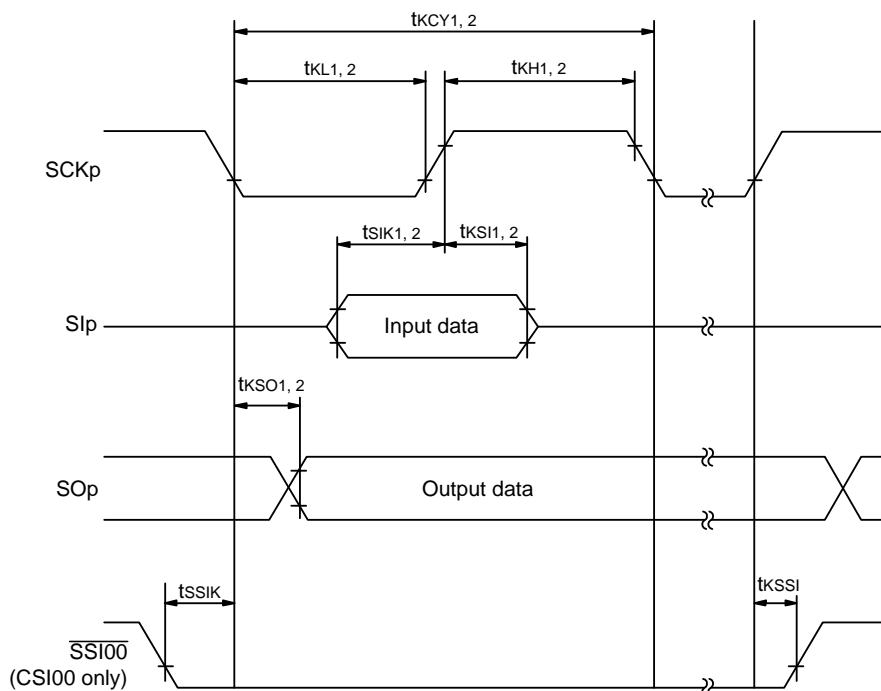 tKCY1, 2
tKL1, 2
tKH1, 2
SCKp
tSIK1, 2
tKSI1, 2
SIp
Input data
tKSO1, 2
SOp
Output data
tSSIK
tKSSI
SSI00
(CSI00 only)